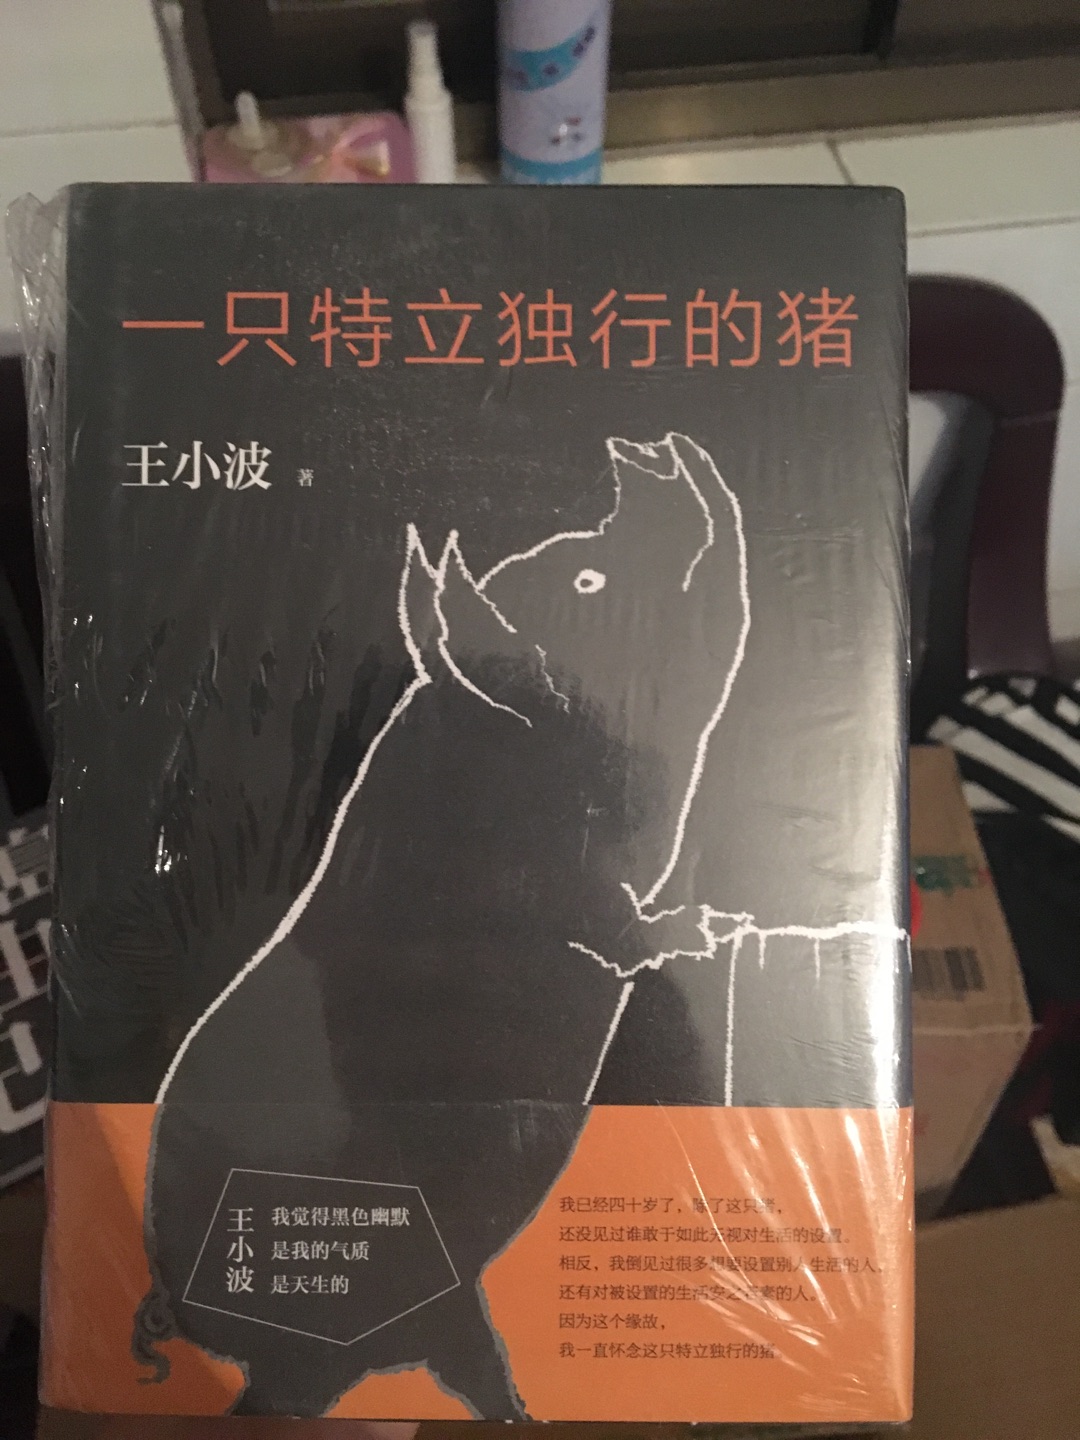 一只特立独行的猪
王小波 著
王小波
我觉得黑色幽默
是我的气质
是天生的
我已经四十岁了，除了这只猪，
还没见过谁敢于如此无视对生活的设置。
相反，我倒见过很多想要设置别人生活的人，
还有对被设置的生活安之若素的人。
因为这个缘故，
我一直怀念这只特立独行的猪。